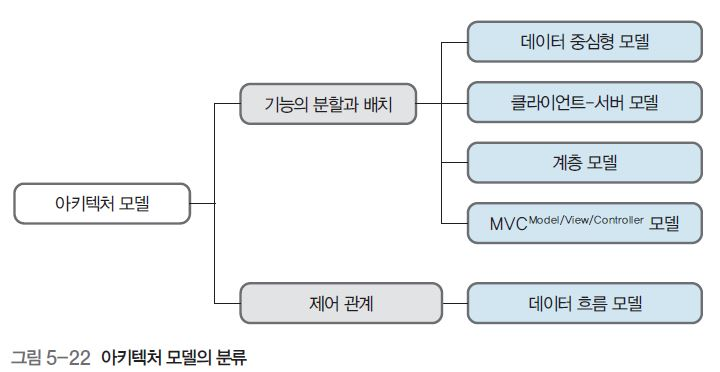 아키텍처 모델
기능의 분할과 배치
데이터 중심형 모델
클라이언트-서버 모델
계층 모델
MVC Model/View/Controller 모델
제어 관계
데이터 흐름 모델
그림 5-22 아키텍처 모델의 분류